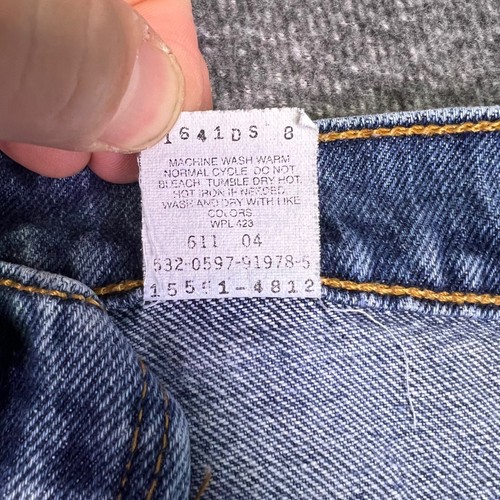 1641DS 8
MACHINE WASH WARM
NORMAL CYCLE. DO NOT
BLEACH. TUMBLE DRY HOT.
HOT IRON IF NEEDED.
WASH AND DRY WITH LIKE
COLORS
WPL 423
611 04
532-0597-91978-5
15531-4812